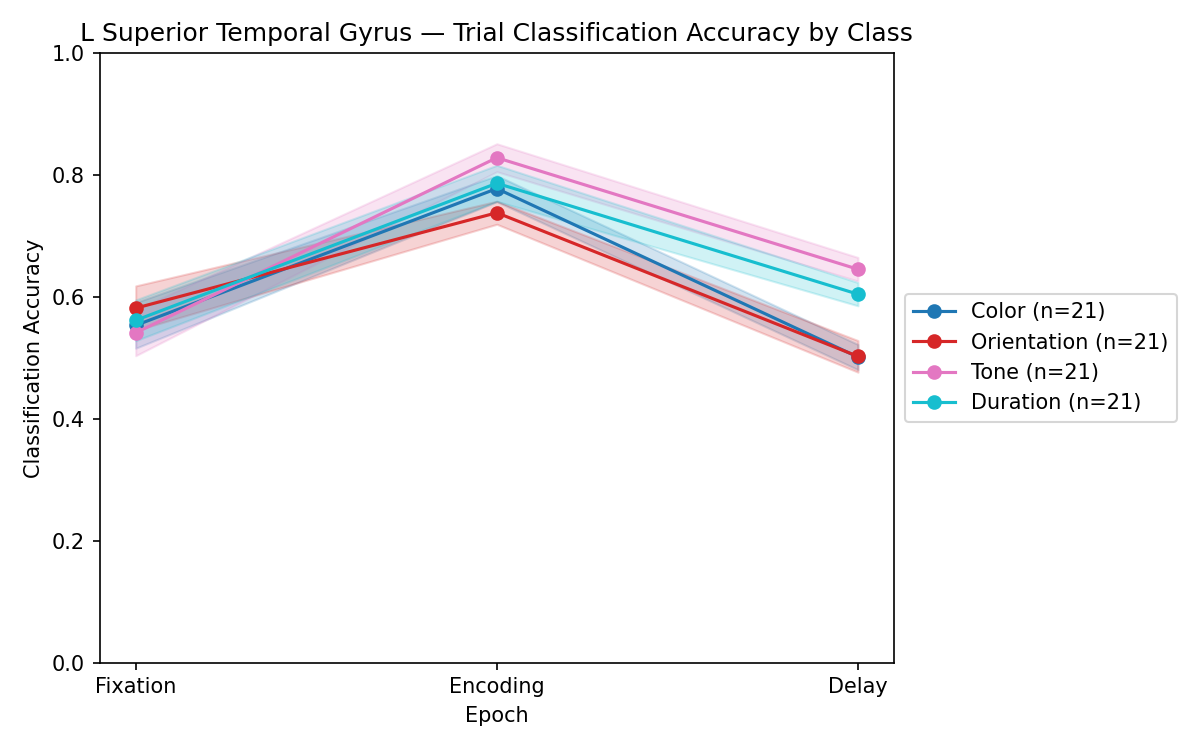 L Superior Temporal Gyrus — Trial Classification Accuracy by Class
Classification Accuracy
1.0
0.8
0.6
0.4
0.2
0.0
Fixation
Encoding
Delay
Epoch
Color (n=21)
Orientation (n=21)
Tone (n=21)
Duration (n=21)